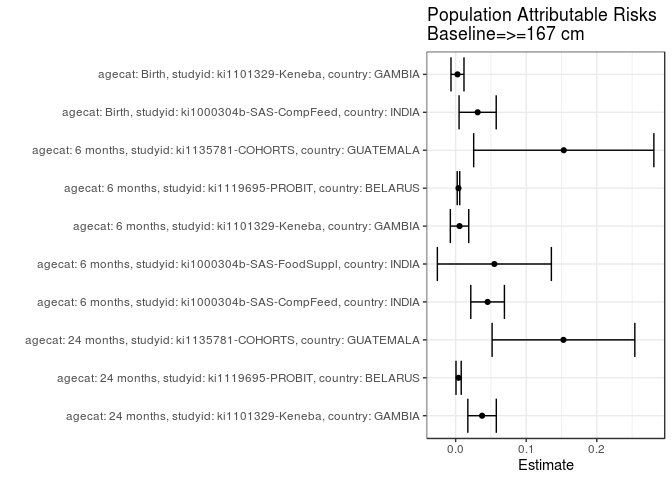 Population Attributable Risks
Baseline=>=167 cm
agecat: Birth, studyid: ki1101329-Keneba, country: GAMBIA
agecat: Birth, studyid: ki1000304b-SAS-CompFeed, country: INDIA
agecat: 6 months, studyid: ki1135781-COHORTS, country: GUATEMALA
agecat: 6 months, studyid: ki1119695-PROBIT, country: BELARUS
agecat: 6 months, studyid: ki1101329-Keneba, country: GAMBIA
agecat: 6 months, studyid: ki1000304b-SAS-FoodSuppl, country: INDIA
agecat: 6 months, studyid: ki1000304b-SAS-CompFeed, country: INDIA
agecat: 24 months, studyid: ki1135781-COHORTS, country: GUATEMALA
agecat: 24 months, studyid: ki1119695-PROBIT, country: BELARUS
agecat: 24 months, studyid: ki1101329-Keneba, country: GAMBIA
0.0 0.1 0.2
Estimate